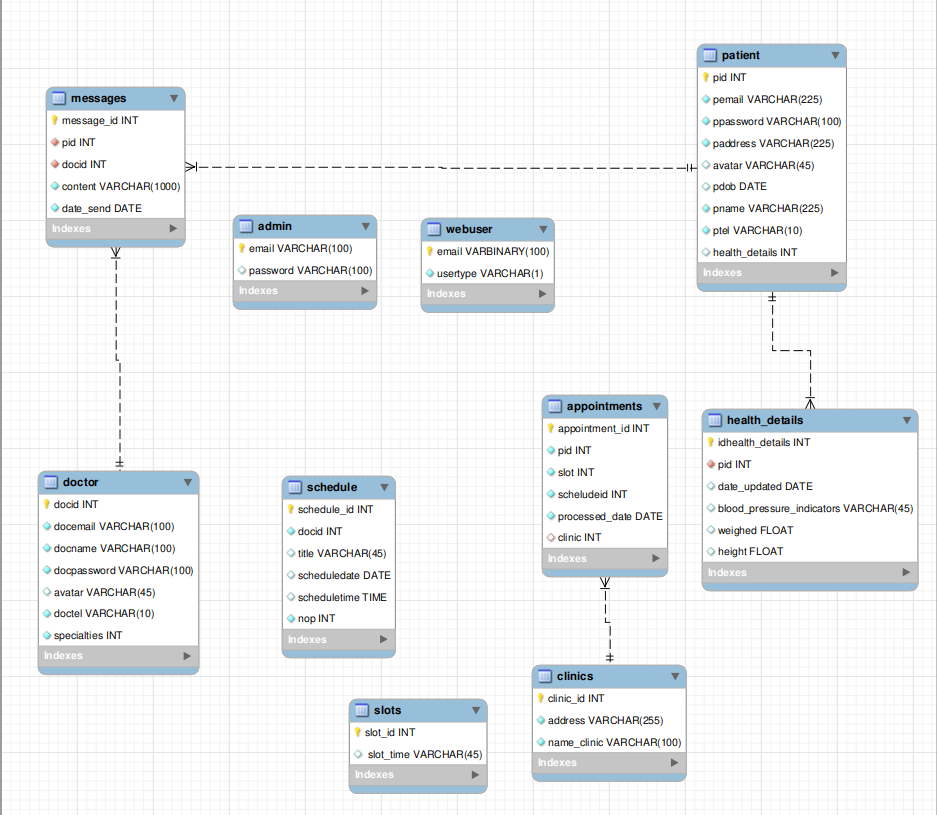 patient
pid INT
pemail VARCHAR(225)
ppassword VARCHAR(100)
paddress VARCHAR(225)
avatar VARCHAR(45)
pdob DATE
pname VARCHAR(225)
ptel VARCHAR(10)
health_details INT
Indexes
messages
message_id INT
pid INT
docid INT
content VARCHAR(1000)
date_send DATE
Indexes
admin
email VARCHAR(100)
password VARCHAR(100)
Indexes
webuser
email VARBINARY(100)
usertype VARCHAR(1)
Indexes
appointments
appointment_id INT
pid INT
slot INT
scheludeid INT
processed_date DATE
clinic INT
Indexes
health_details
idhealth_details INT
pid INT
date_updated DATE
blood_pressure_indicators VARCHAR(45)
weighed FLOAT
height FLOAT
Indexes
doctor
docid INT
docemail VARCHAR(100)
docname VARCHAR(100)
docpassword VARCHAR(100)
avatar VARCHAR(45)
doctel VARCHAR(10)
specialties INT
Indexes
schedule
schedule_id INT
docid INT
title VARCHAR(45)
scheduledate DATE
scheduletime TIME
nop INT
Indexes
clinics
clinic_id INT
address VARCHAR(255)
name_clinic VARCHAR(100)
Indexes
slots
slot_id INT
slot_time VARCHAR(45)
Indexes